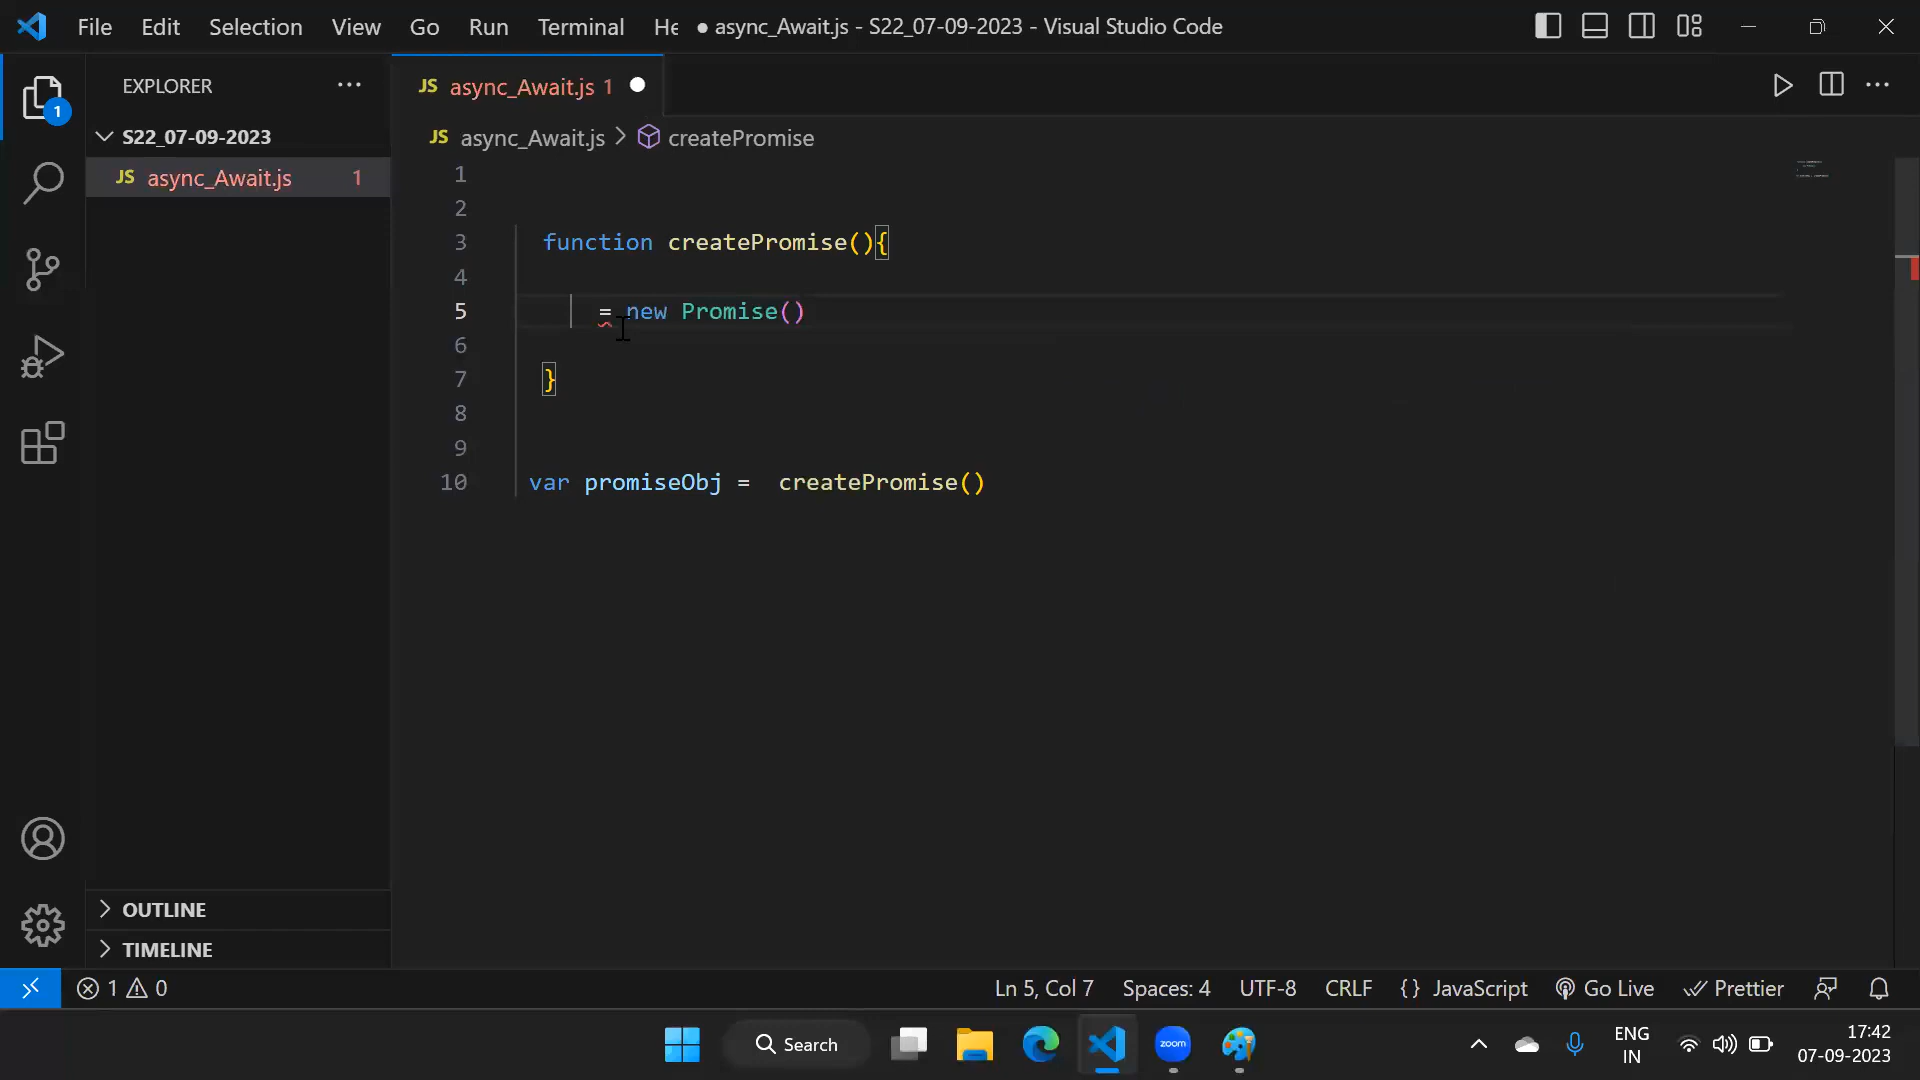 File Edit Selection View Go Run Terminal He ● async_Await.js - S22_07-09-2023 - Visual Studio Code
EXPLORER ···
JS async_Await.js 1
1
S22_07-09-2023
JS async_Await.js > createPromise
JS async_Await.js 1
1
2
3 function createPromise(){
4
5 = new Promise()
6
7 }
8
9
10 var promiseObj = createPromise()
OUTLINE
TIMELINE
1 0 Ln 5, Col 7 Spaces: 4 UTF-8 CRLF {} JavaScript Go Live Prettier
Search zoom ENG IN 17:42 07-09-2023